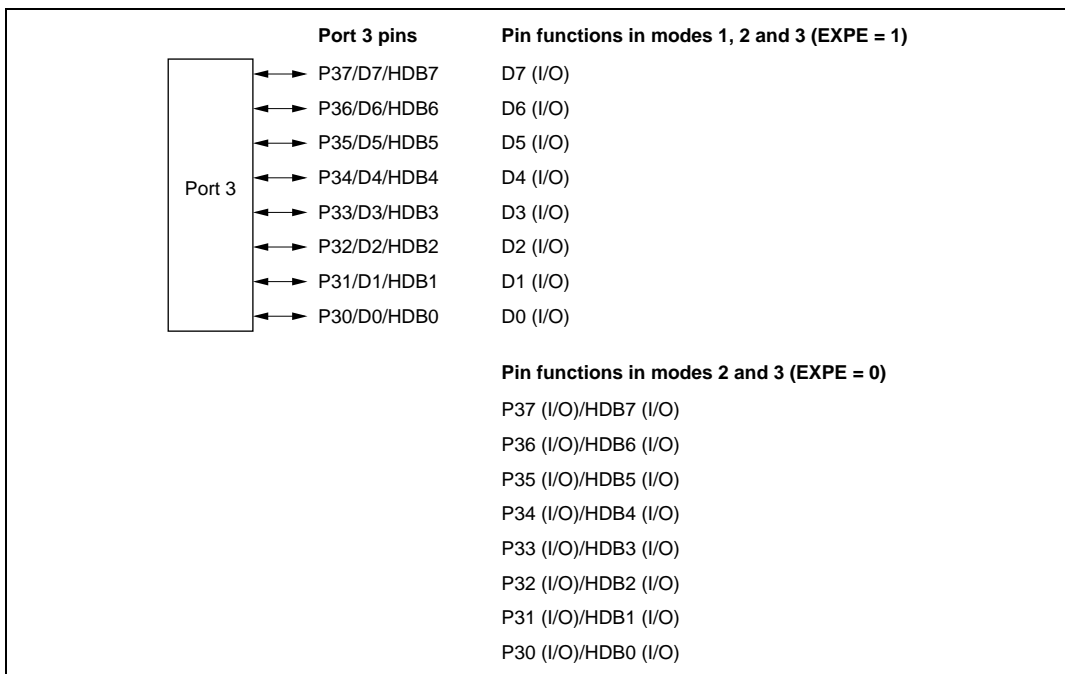 Port 3 pins Pin functions in modes 1, 2 and 3 (EXPE = 1)
P37/D7/HDB7 D7 (I/O)
P36/D6/HDB6 D6 (I/O)
P35/D5/HDB5 D5 (I/O)
P34/D4/HDB4 D4 (I/O)
Port 3
P33/D3/HDB3 D3 (I/O)
P32/D2/HDB2 D2 (I/O)
P31/D1/HDB1 D1 (I/O)
P30/D0/HDB0 D0 (I/O)
Pin functions in modes 2 and 3 (EXPE = 0)
P37 (I/O)/HDB7 (I/O)
P36 (I/O)/HDB6 (I/O)
P35 (I/O)/HDB5 (I/O)
P34 (I/O)/HDB4 (I/O)
P33 (I/O)/HDB3 (I/O)
P32 (I/O)/HDB2 (I/O)
P31 (I/O)/HDB1 (I/O)
P30 (I/O)/HDB0 (I/O)